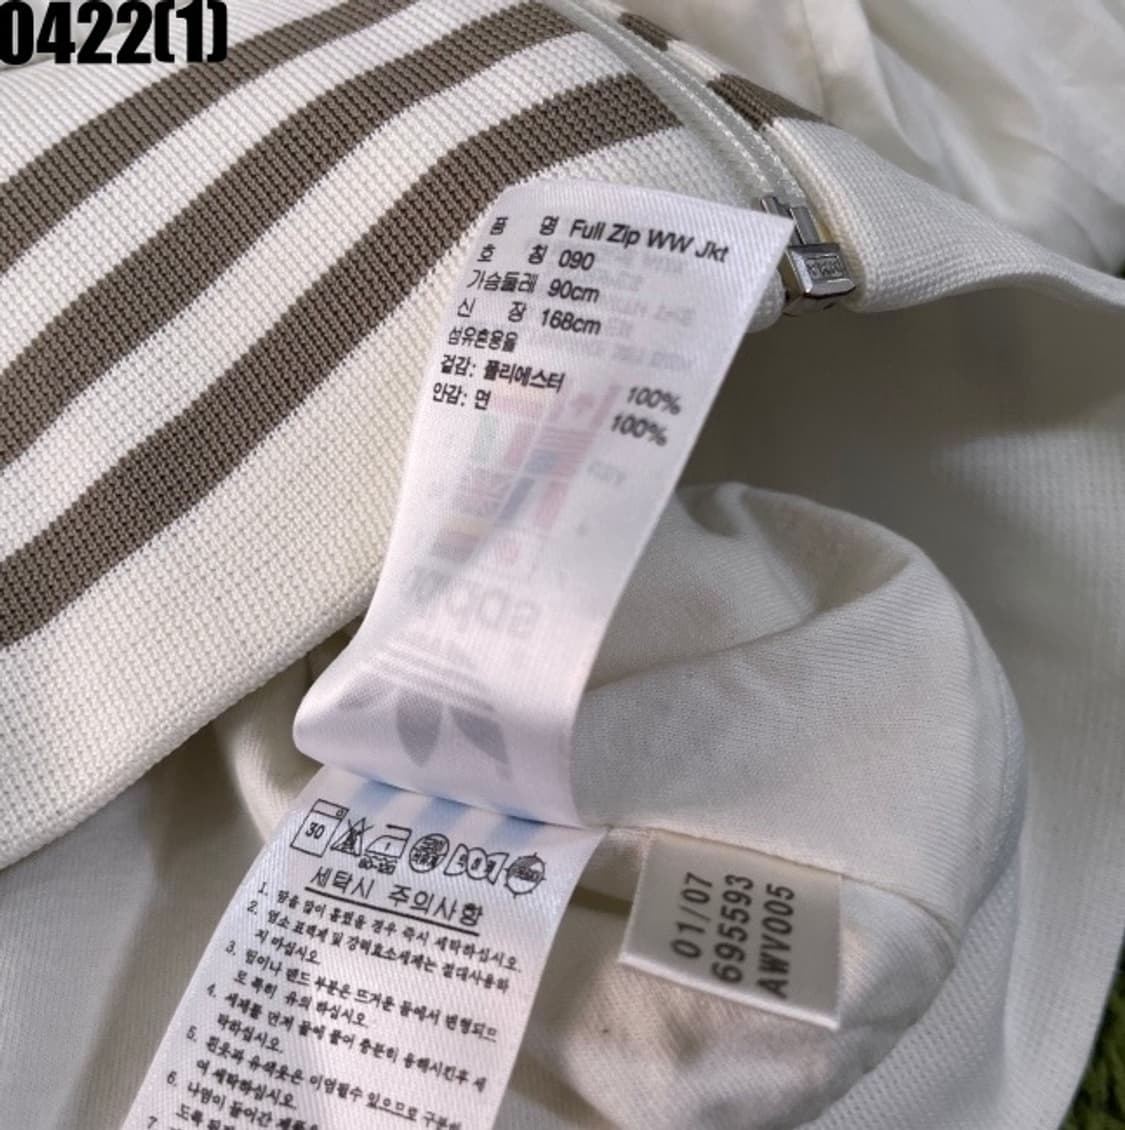 0422(1)
품 명 Full Zip WW Jkt
호 칭 090
가슴둘레 90cm
신 장 168cm
섬유혼용율
겉감: 폴리에스터 100%
안감: 면 100%
30
세탁시 주의사항
1. 땀을 많이 흘렸을 경우 즉시 세탁하십시오.
2. 염소 표백제 및 강력효소세제는 절대사용하
지 마십시오
3. 밴드 부분은 뜨거운 물에서 변형되므
로 특히 유의 하십시오.
4. 세제를 먼저 물에 풀어 충분히 용해시킨후 세
탁하십시오.
5. 흰옷과 유색옷은 이염될수 있으므로 구분하
여 세탁하십시오.
6. 나염이 들어간 제품은
7
01/07
695593
AWV005